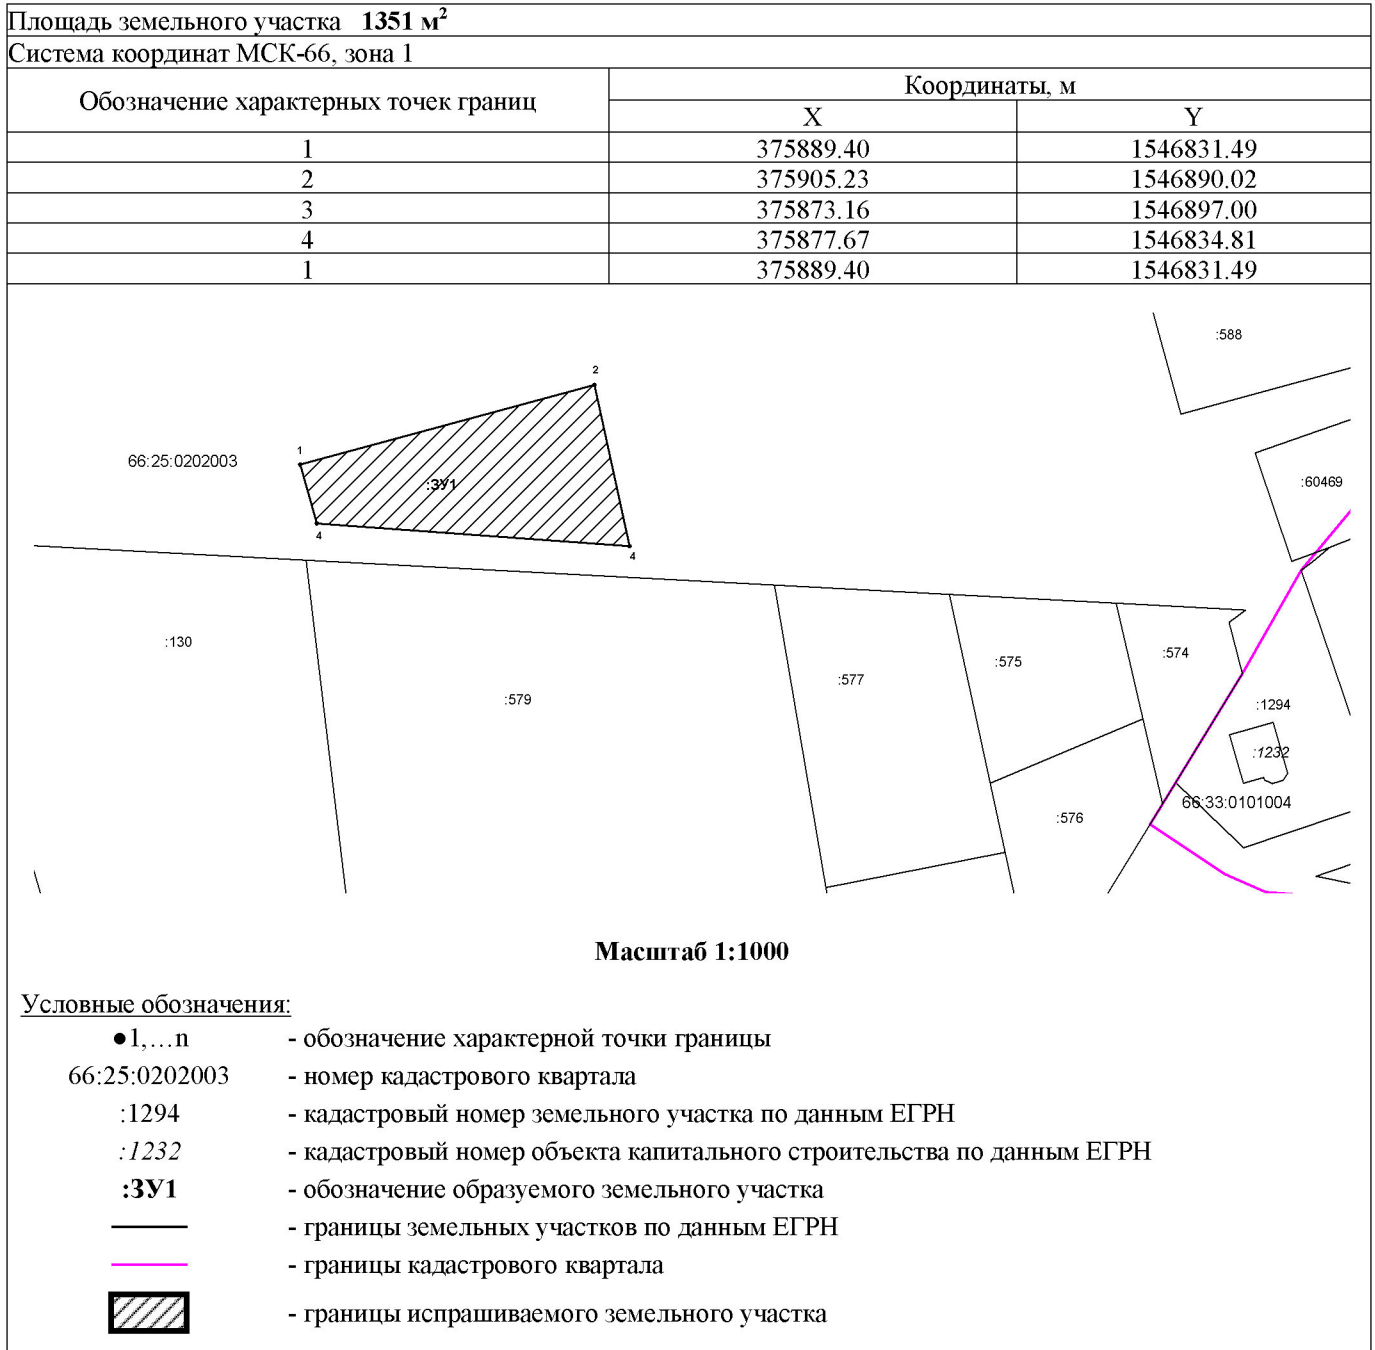 Площадь земельного участка 1351 м²
Система координат МСК-66, зона 1
Обозначение характерных точек границ
Координаты, м
X Y
1 375889.40 1546831.49
2 375905.23 1546890.02
3 375873.16 1546897.00
4 375877.67 1546834.81
1 375889.40 1546831.49
:588
2
1
66:25:0202003
:ЗУ1
:60469
4
4
:130
:574
:575
:577
:579
:1294
:1232
66:33:0101004
:576
Масштаб 1:1000
Условные обозначения:
●1,…n - обозначение характерной точки границы
66:25:0202003 - номер кадастрового квартала
:1294 - кадастровый номер земельного участка по данным ЕГРН
:1232 - кадастровый номер объекта капитального строительства по данным ЕГРН
:ЗУ1 - обозначение образуемого земельного участка
- границы земельных участков по данным ЕГРН
- границы кадастрового квартала
- границы испрашиваемого земельного участка